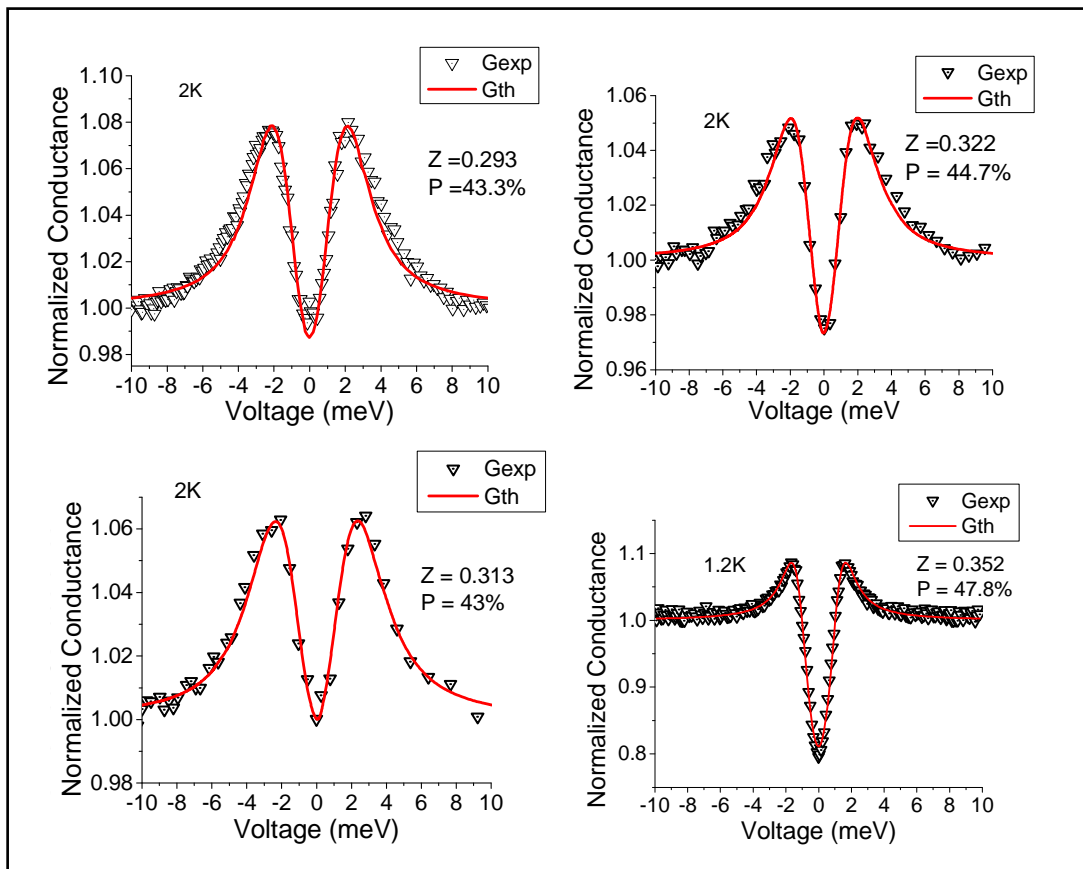 Gexp
Gth
2K
Z =0.293
P =43.3%
1.10
1.08
1.06
1.04
1.02
1.00
0.98
Normalized Conductance
-10 -8 -6 -4 -2 0 2 4 6 8 10
Voltage (meV)
Gexp
Gth
2K
Z =0.322
P = 44.7%
1.06
1.04
1.02
1.00
0.98
0.96
Normalized Conductance
-10 -8 -6 -4 -2 0 2 4 6 8 10
Voltage (meV
Gexp
Gth
2K
Z = 0.313
P = 43%
1.06
1.04
1.02
1.00
0.98
Normalized Conductance
-10 -8 -6 -4 -2 0 2 4 6 8 10
Voltage (meV)
Gexp
Gth
1.2K
Z = 0.352
P = 47.8%
1.1
1.0
0.9
0.8
Normalized Conductance
-10 -8 -6 -4 -2 0 2 4 6 8 10
Voltage (meV)